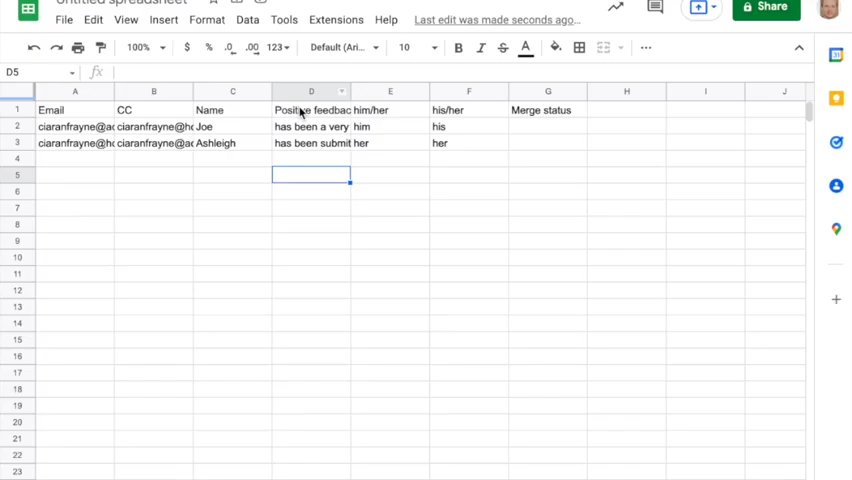 Untitled spreadsheet
File Edit View Insert Format Data Tools Extensions Help Last edit was made seconds ago... Share
100% $ % .0 .00 123 Default (Ari... 10 B I S A
D5 fx
A B C D E F G H I J
1 Email CC Name Positive feedbac him/her his/her Merge status
2 ciaranfrayne@ac ciaranfrayne@ho Joe has been a very him his
3 ciaranfrayne@ho ciaranfrayne@ac Ashleigh has been submit her her
4
5
6
7
8
9
10
11
12
13
14
15
16
17
18
19
20
21
22
23